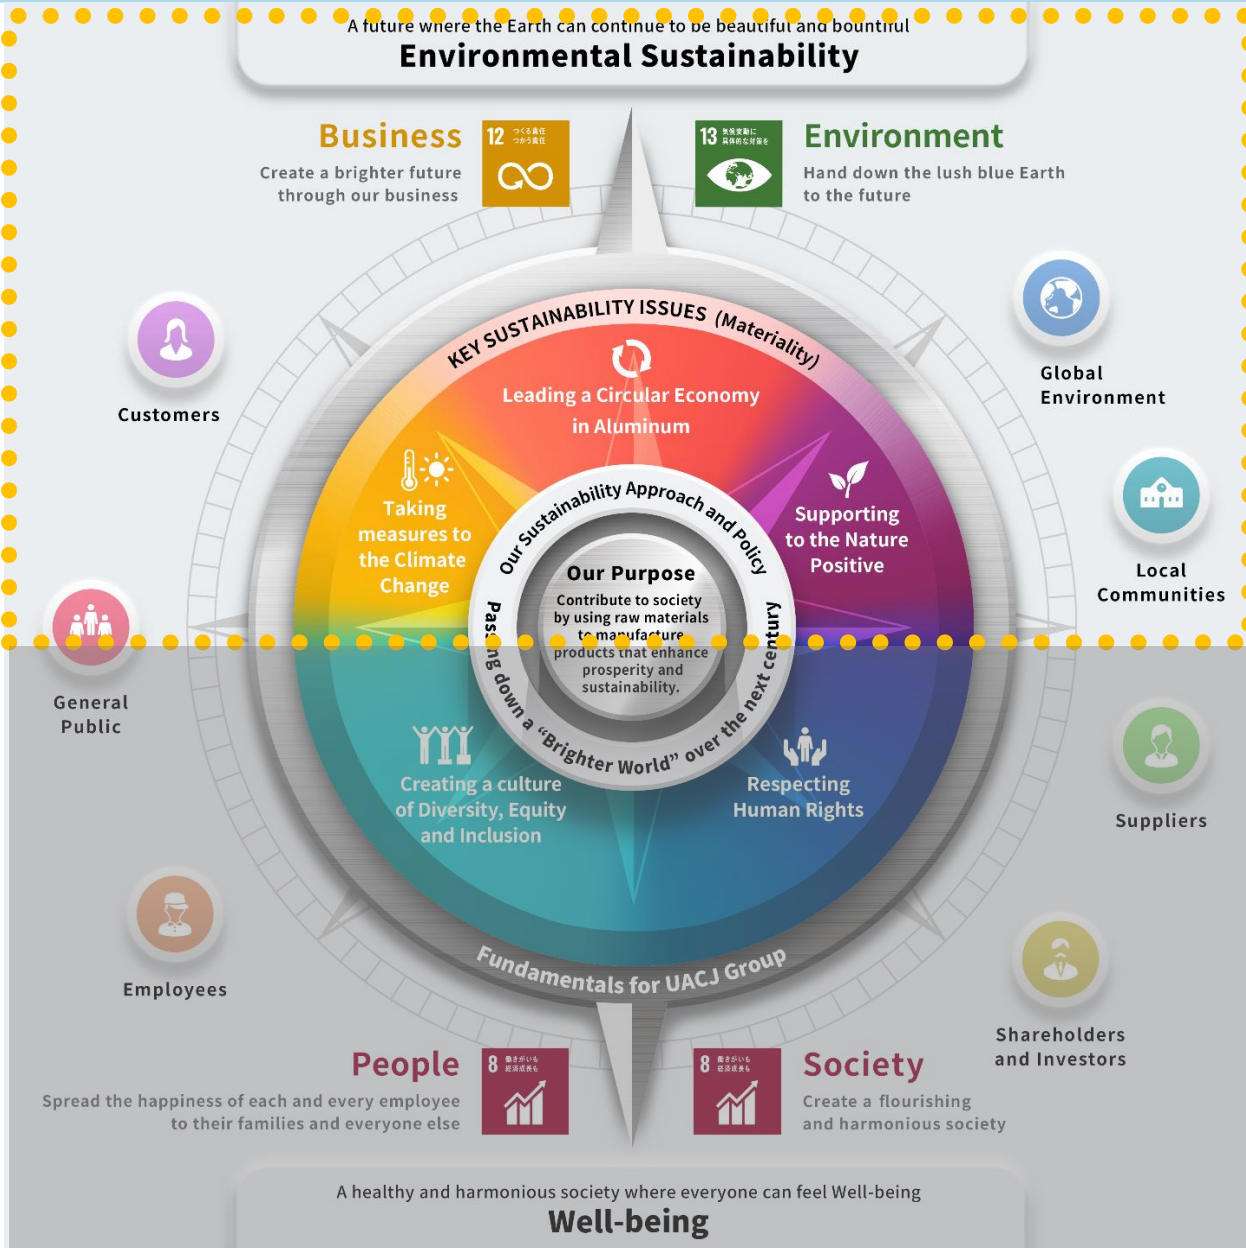 A future where the Earth can continue to be beautiful and bountiful
Environmental Sustainability
Business
Create a brighter future
through our business
12 つくる責任
つかう責任
13 気候変動に
具体的な対策を
Environment
Hand down the lush blue Earth
to the future
KEY SUSTAINABILITY ISSUES (Materiality)
Leading a Circular Economy
in Aluminum
Customers
Global
Environment
Taking
measures to
the Climate
Change
Supporting
to the Nature
Positive
Our Sustainability Approach and Policy
Our Purpose
Contribute to society
by using raw materials
to manufacture
products that enhance
prosperity and
sustainability.
Passing down a “Brighter World” over the next century
Local
Communities
General
Public
Creating a culture
of Diversity, Equity
and Inclusion
Respecting
Human Rights
Suppliers
Employees
Fundamentals for UACJ Group
Shareholders
and Investors
People
Spread the happiness of each and every employee
to their families and everyone else
8 働きがいも
経済成長も
8 働きがいも
経済成長も
Society
Create a flourishing
and harmonious society
A healthy and harmonious society where everyone can feel Well-being
Well-being